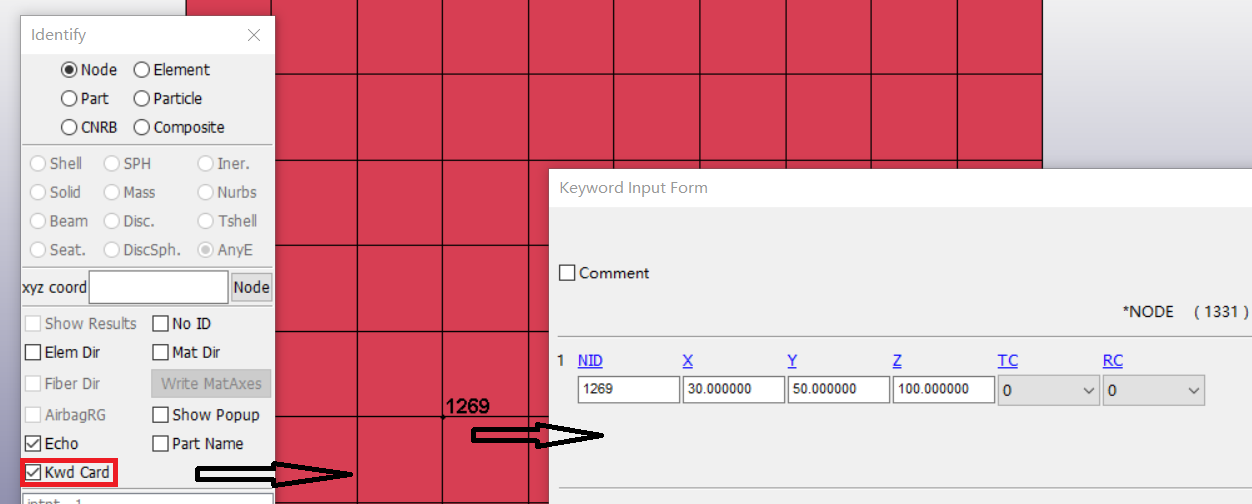 Identify
Node Element
Part Particle
CNRB Composite
Shell SPH Iner.
Solid Mass Nurbs
Beam Disc. Tshell
Seat. DiscSph. AnyE
xyz coord Node
Show Results No ID
Elem Dir Mat Dir
Fiber Dir Write MatAxes
AirbagRG Show Popup
Echo Part Name
Kwd Card
1269
Keyword Input Form
Comment
*NODE (1331)
1 NID X Y Z TC RC
1269 30.000000 50.000000 100.000000 0 0